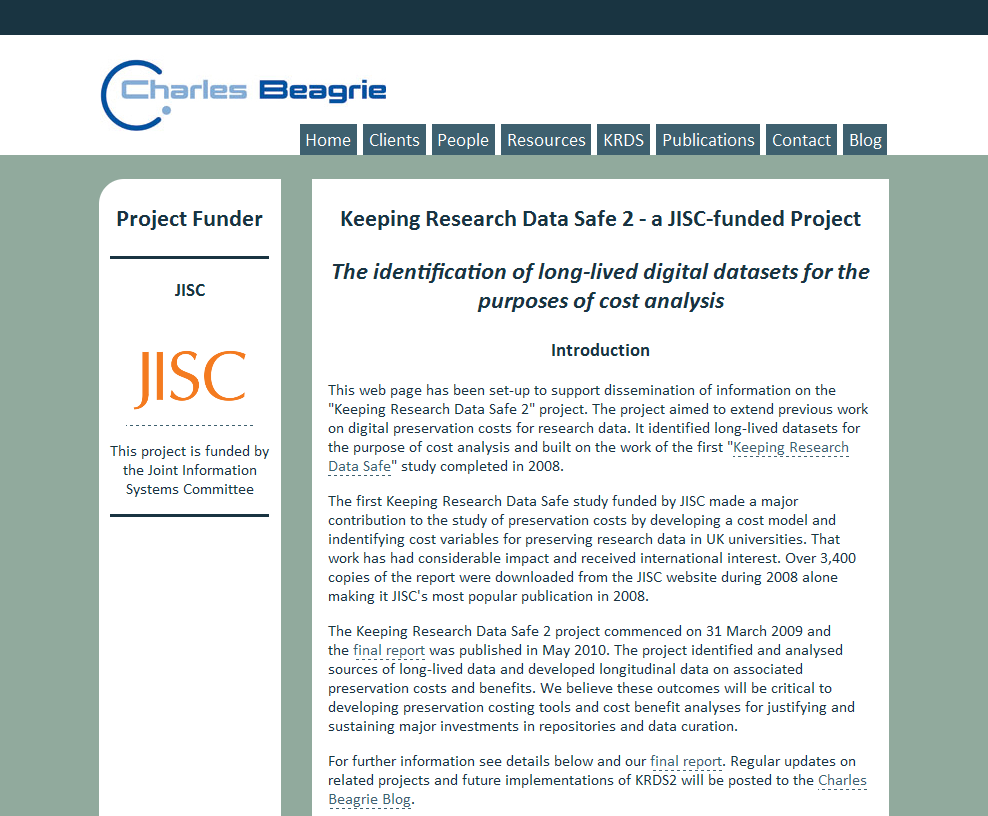 Charles Beagrie
Home Clients People Resources KRDS Publications Contact Blog
Project Funder
JISC
JISC
This project is funded by
the Joint Information
Systems Committee
Keeping Research Data Safe 2 - a JISC-funded Project
The identification of long-lived digital datasets for the
purposes of cost analysis
Introduction
This web page has been set-up to support dissemination of information on the
"Keeping Research Data Safe 2" project. The project aimed to extend previous work
on digital preservation costs for research data. It identified long-lived datasets for
the purpose of cost analysis and built on the work of the first "Keeping Research
Data Safe" study completed in 2008.
The first Keeping Research Data Safe study funded by JISC made a major
contribution to the study of preservation costs by developing a cost model and
indentifying cost variables for preserving research data in UK universities. That
work has had considerable impact and received international interest. Over 3,400
copies of the report were downloaded from the JISC website during 2008 alone
making it JISC's most popular publication in 2008.
The Keeping Research Data Safe 2 project commenced on 31 March 2009 and
the final report was published in May 2010. The project identified and analysed
sources of long-lived data and developed longitudinal data on associated
preservation costs and benefits. We believe these outcomes will be critical to
developing preservation costing tools and cost benefit analyses for justifying and
sustaining major investments in repositories and data curation.
For further information see details below and our final report. Regular updates on
related projects and future implementations of KRDS2 will be posted to the Charles
Beagrie Blog.